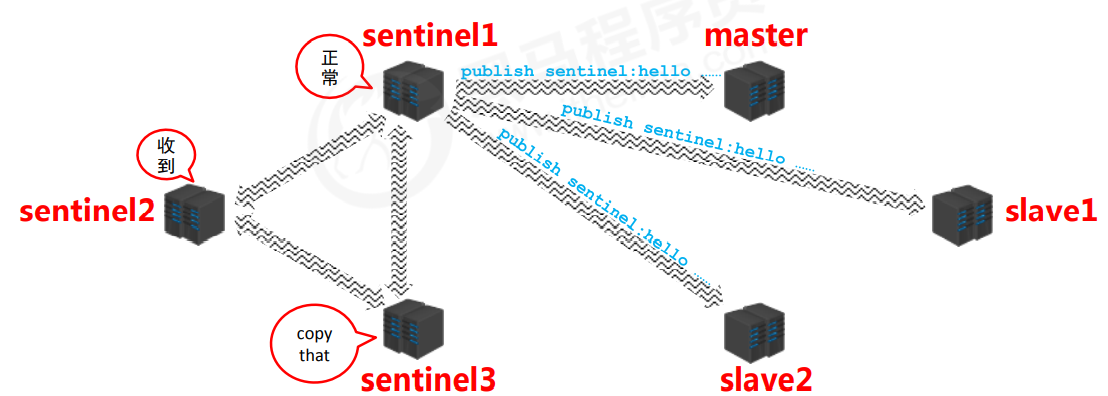 sentinel1
master
正
常
publish sentinel:hello ……
publish sentinel:hello ……
publish sentinel:hello ……
收
到
sentinel2
slave1
copy
that
sentinel3
slave2